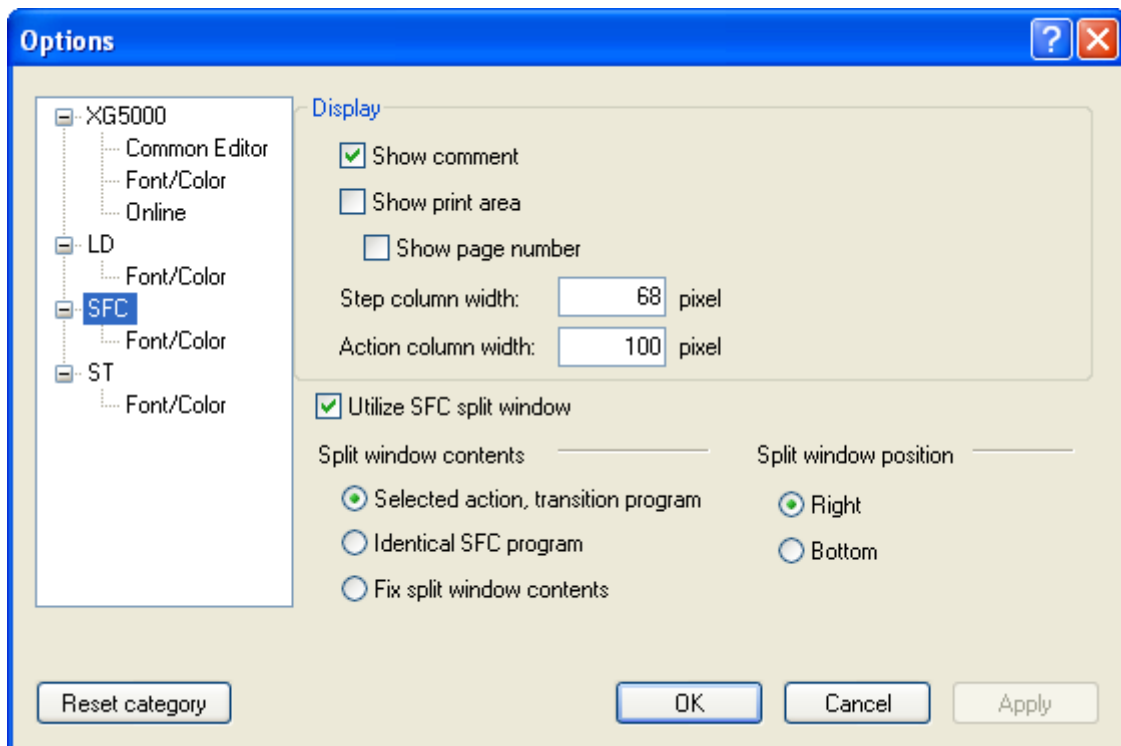 Options
XG5000
Common Editor
Font/Color
Online
LD
Font/Color
SFC
Font/Color
ST
Font/Color
Display
Show comment
Show print area
Show page number
Step column width: 68 pixel
Action column width: 100 pixel
Utilize SFC split window
Split window contents
Selected action, transition program
Identical SFC program
Fix split window contents
Split window position
Right
Bottom
Reset category
OK
Cancel
Apply